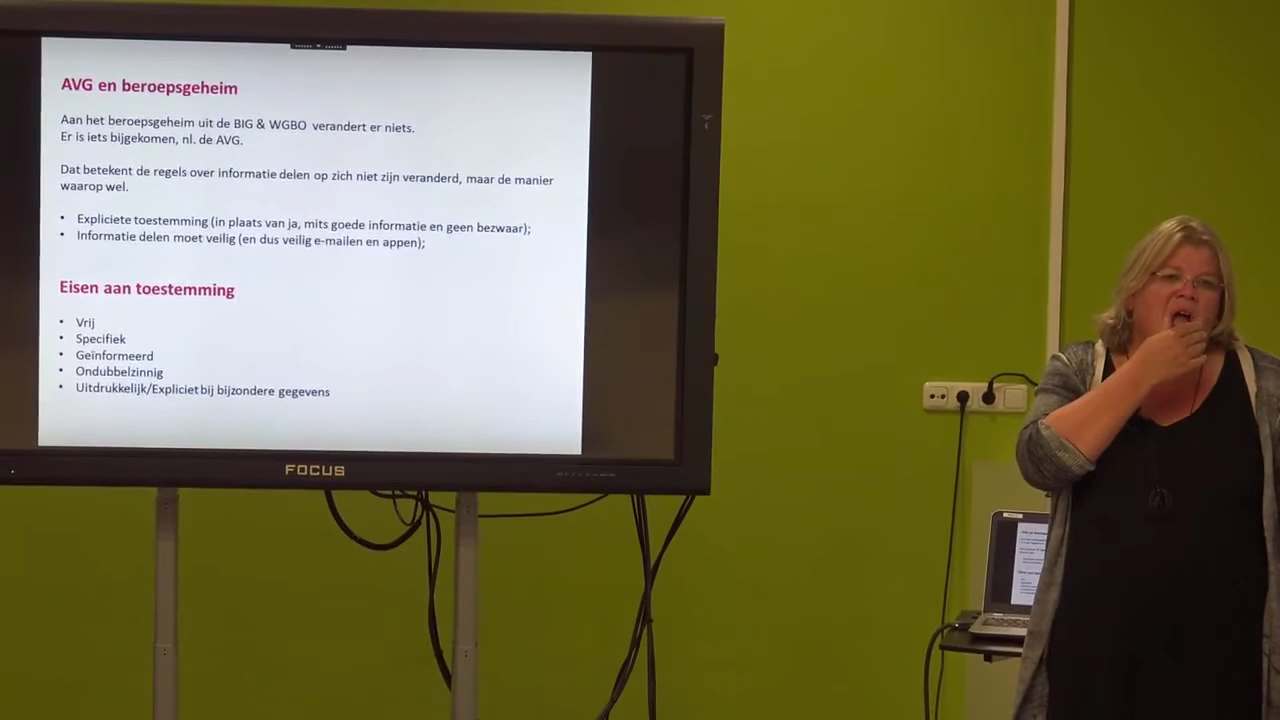 AVG en beroepsgeheim
Aan het beroepsgeheim uit de BIG & WGBO verandert er niets.
Er is iets bijgekomen, nl. de AVG.
Dat betekent de regels over informatie delen op zich niet zijn veranderd, maar de manier
waarop wel.
• Expliciete toestemming (in plaats van ja, mits goede informatie en geen bezwaar);
• Informatie delen moet veilig (en dus veilig e-mailen en appen);
Eisen aan toestemming
• Vrij
• Specifiek
• Geïnformeerd
• Ondubbelzinnig
• Uitdrukkelijk/Expliciet bij bijzondere gegevens
FOCUS